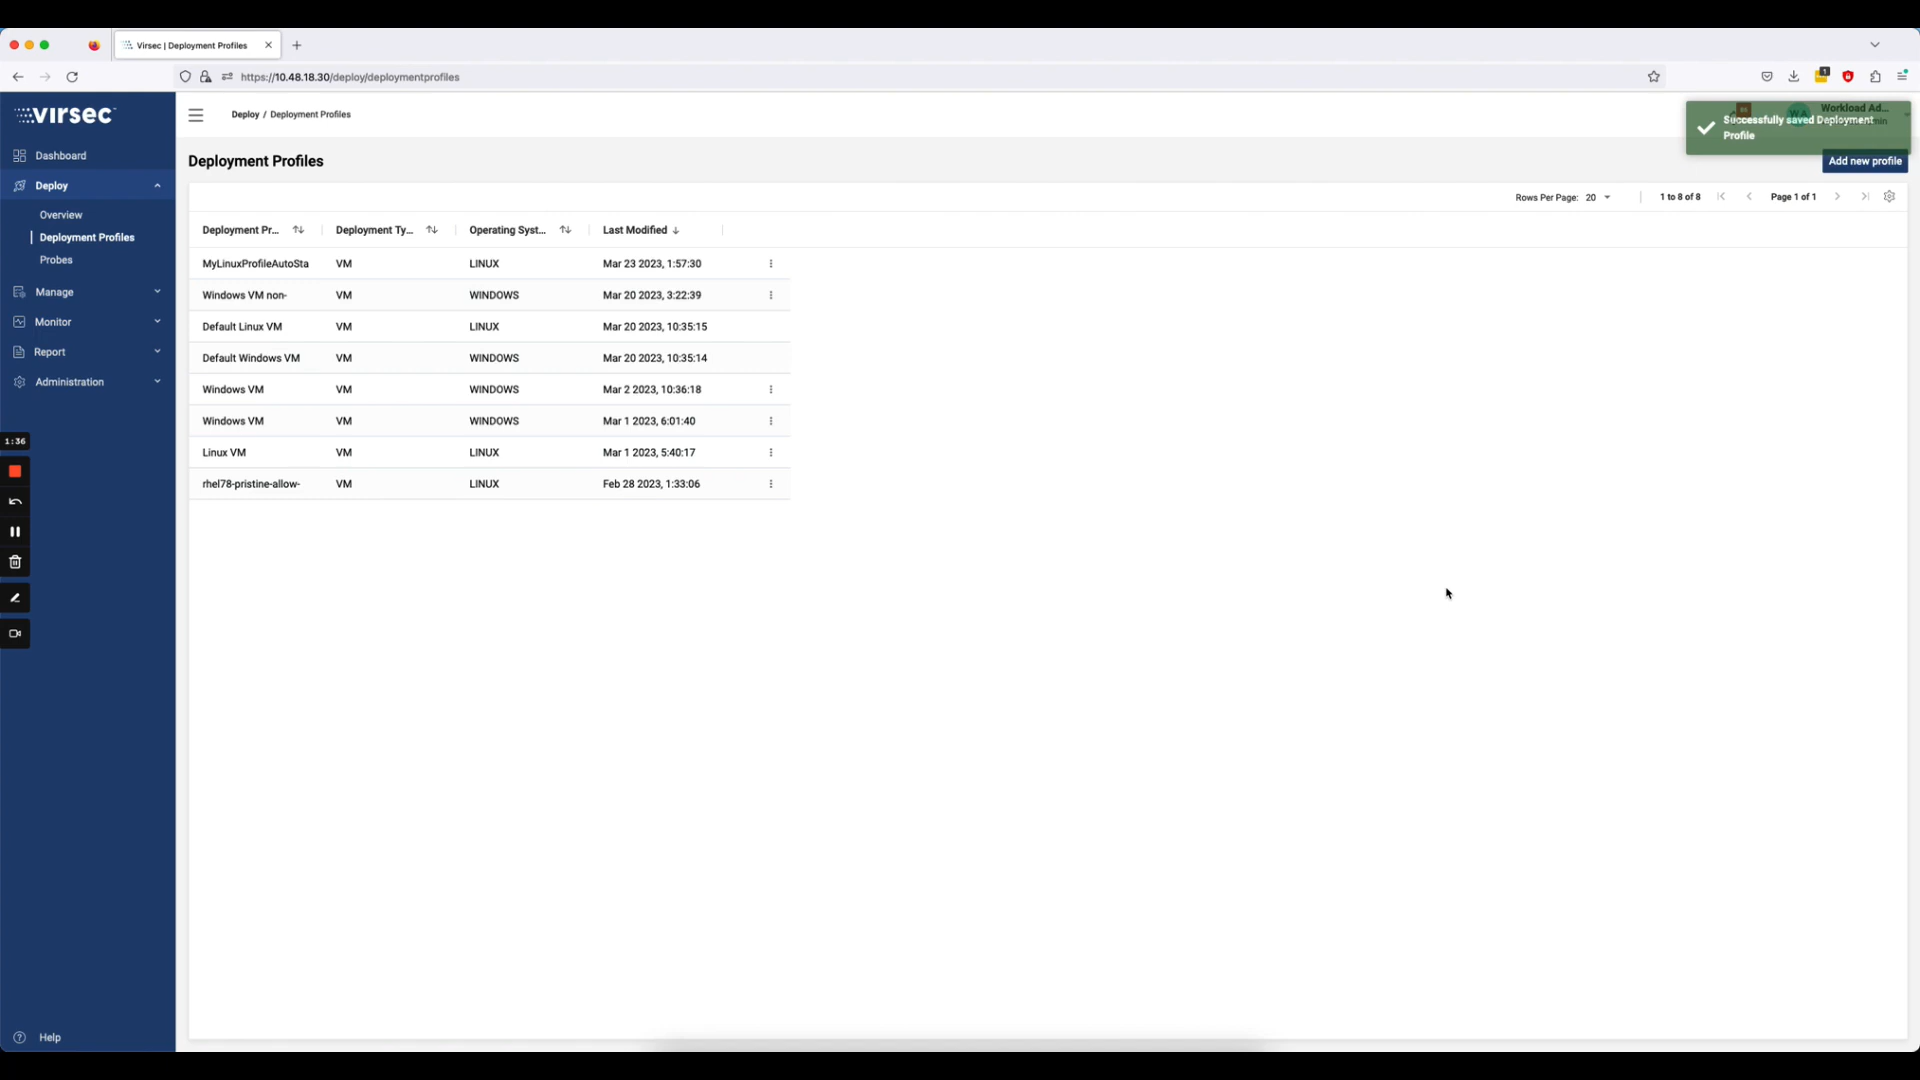 Virsec | Deployment Profiles
https://10.48.18.30/deploy/deploymentprofiles
1
virsec
Deploy / Deployment Profiles
Workload Ad...
Successfully saved Deployment
Profile
Dashboard
Deploy
Overview
Deployment Profiles
Probes
Manage
Monitor
Report
Administration
1:36
Help
Deployment Profiles
Add new profile
Rows Per Page: 20
1 to 8 of 8
Page 1 of 1
Deployment Pr... Deployment Ty... Operating Syst... Last Modified
MyLinuxProfileAutoSta VM LINUX Mar 23 2023, 1:57:30
Windows VM non- VM WINDOWS Mar 20 2023, 3:22:39
Default Linux VM VM LINUX Mar 20 2023, 10:35:15
Default Windows VM VM WINDOWS Mar 20 2023, 10:35:14
Windows VM VM WINDOWS Mar 2 2023, 10:36:18
Windows VM VM WINDOWS Mar 1 2023, 6:01:40
Linux VM VM LINUX Mar 1 2023, 5:40:17
rhel78-pristine-allow- VM LINUX Feb 28 2023, 1:33:06